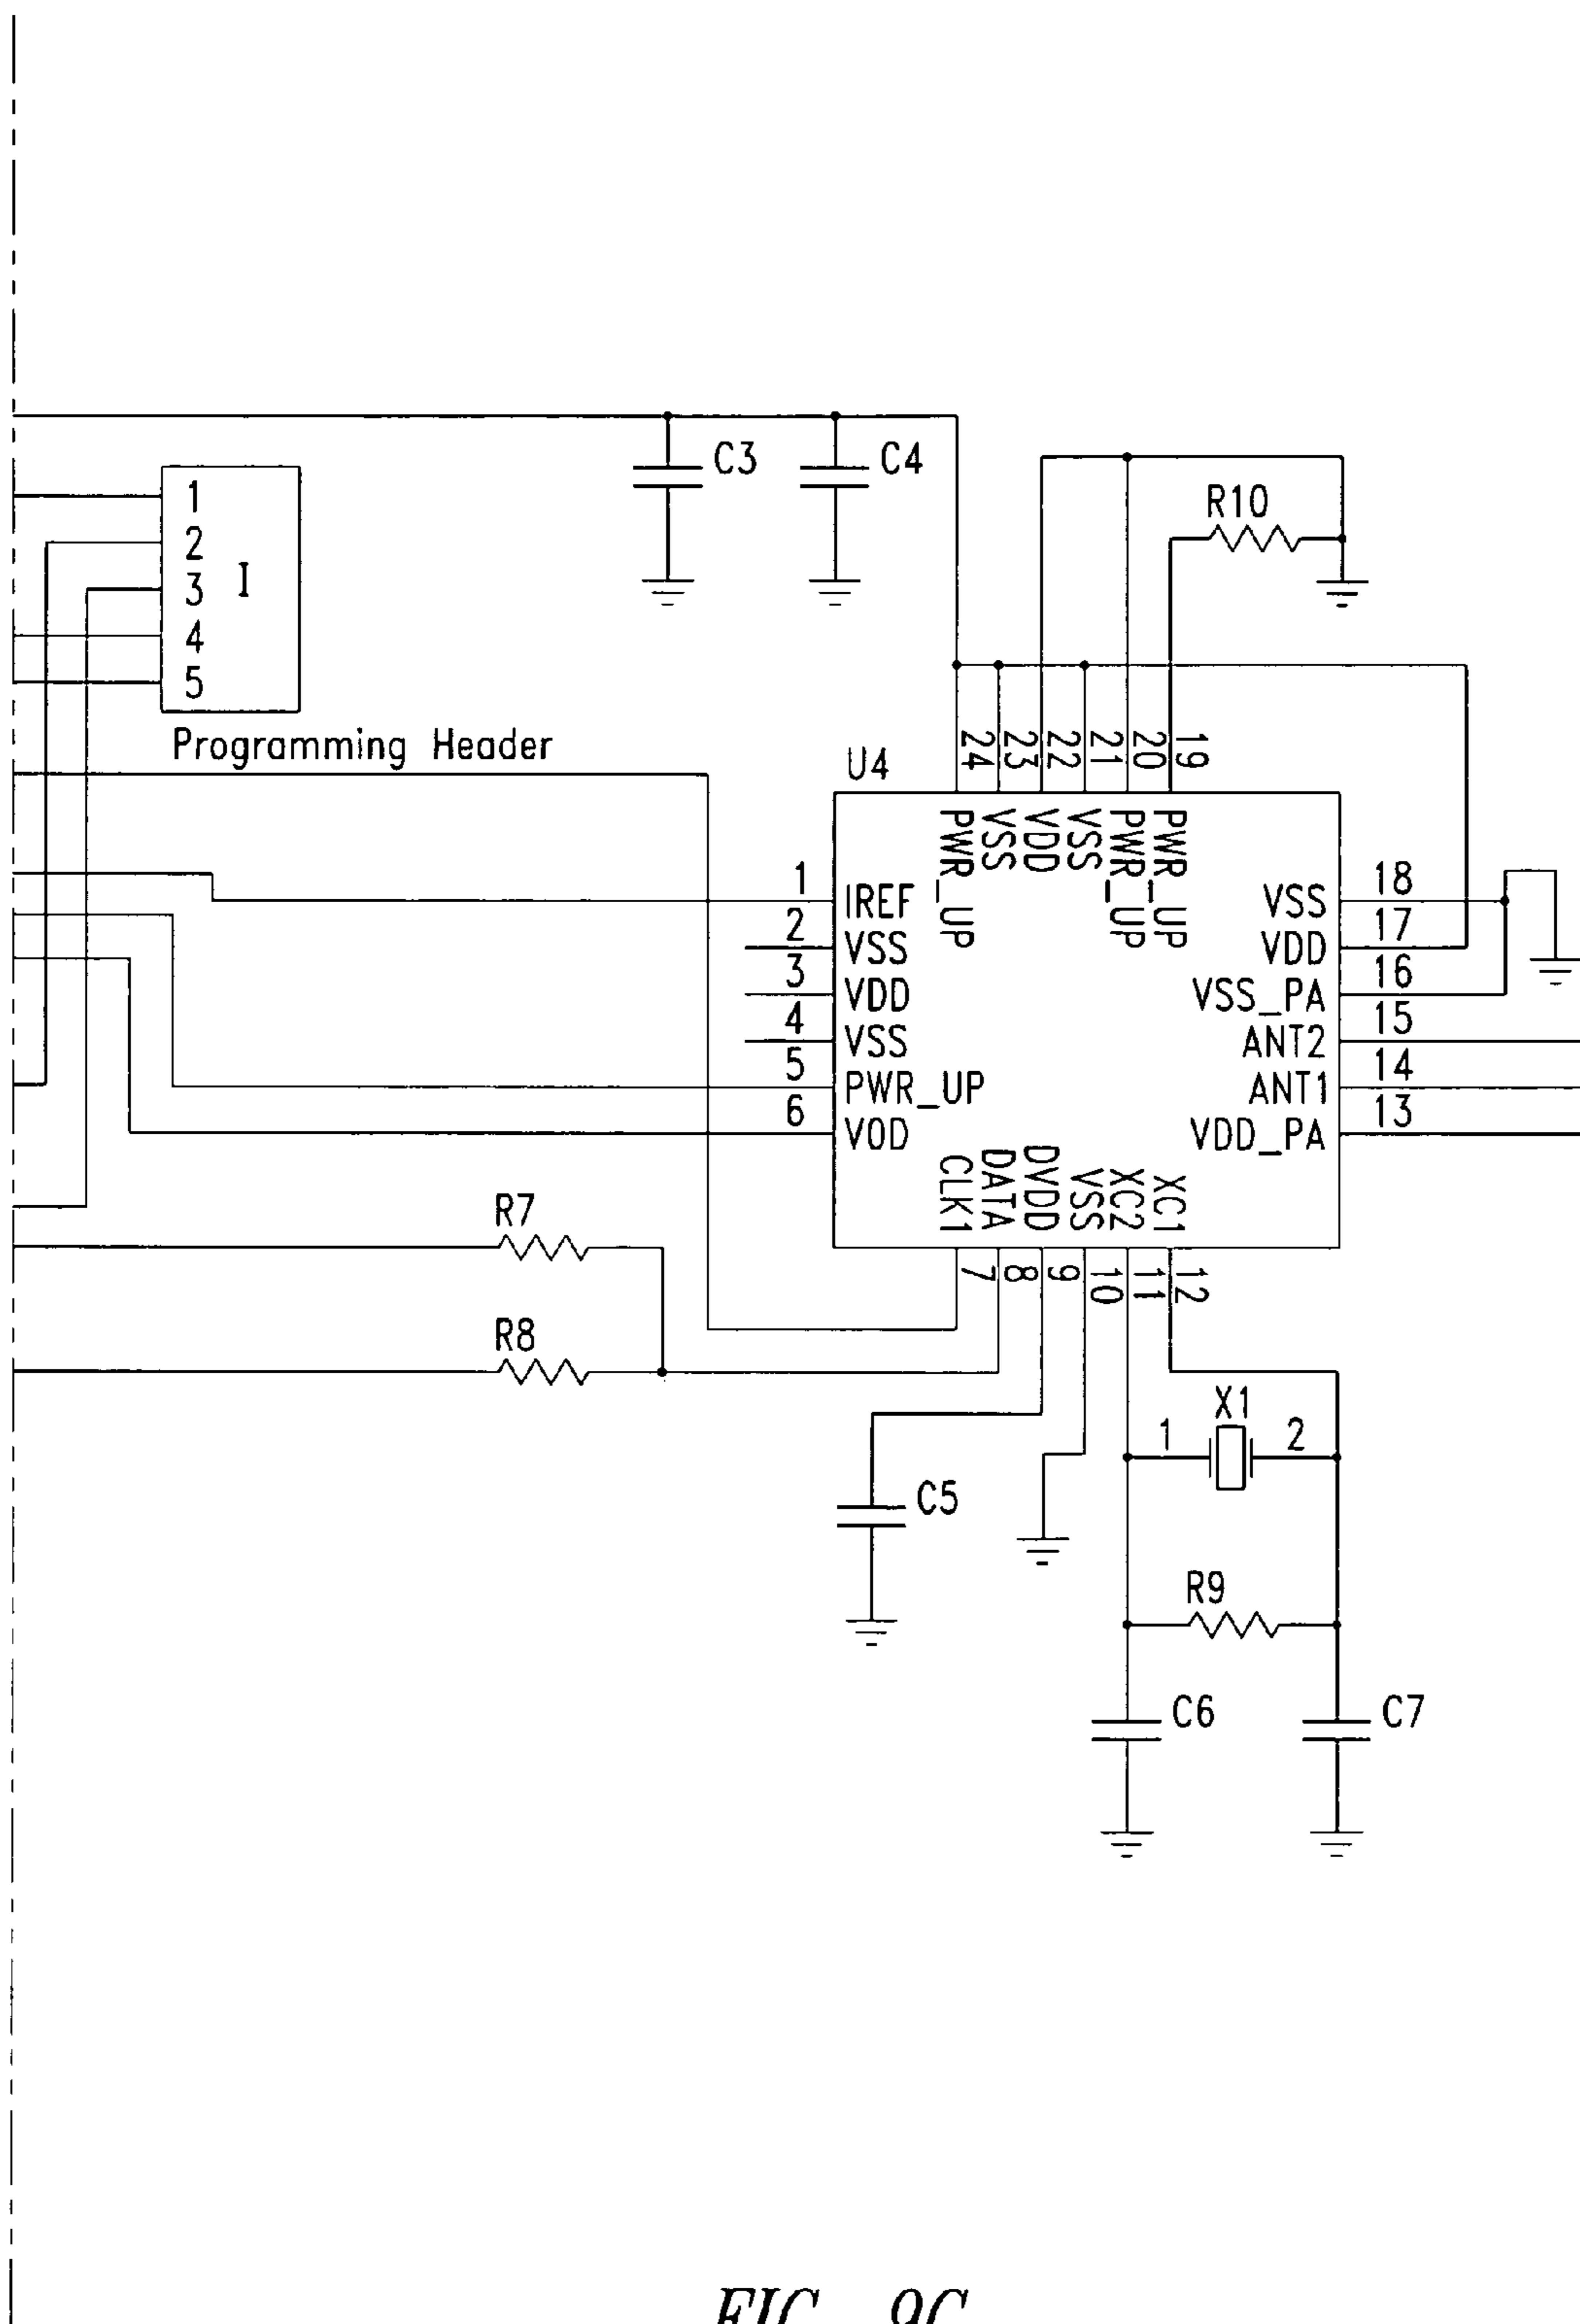 C3
C4
1
2
3
4
5
I
Programming Header
R10
U4
24
23
22
21
20
19
PWR_UP
VSS
VDD
VSS
PWR_UP
PWR_UP
1
IREF
2
VSS
3
VDD
4
VSS
5
PWR_UP
6
VOD
VSS
18
VDD
17
VSS_PA
16
ANT2
15
ANT1
14
VDD_PA
13
CLK1
DATA
DVDD
VSS
XC2
XC1
7
8
9
10
11
12
R7
R8
X1
1
2
C5
R9
C6
C7
FIG. 9C